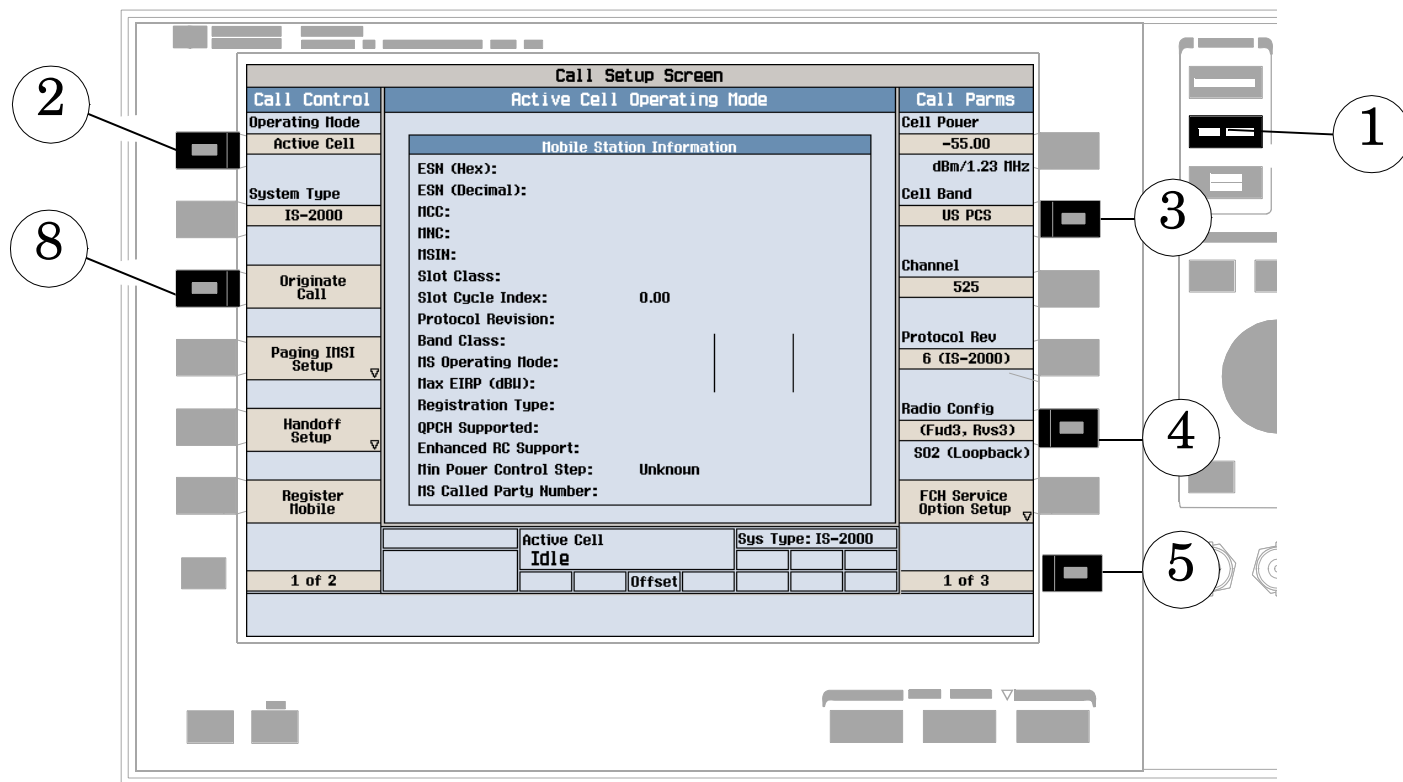 Call Setup Screen
Call Control
Active Cell Operating Mode
Call Parms
Operating Mode
Active Cell
System Type
IS-2000
Originate
Call
Paging IMSI
Setup
Handoff
Setup
Register
Mobile
1 of 2
Mobile Station Information
ESN (Hex):
ESN (Decimal):
MCC:
MNC:
MSIN:
Slot Class:
Slot Cycle Index: 0.00
Protocol Revision:
Band Class:
MS Operating Mode:
Max EIRP (dBW):
Registration Type:
QPCH Supported:
Enhanced RC Support:
Min Power Control Step: Unknown
MS Called Party Number:
Active Cell
Sys Type: IS-2000
Idle
Offset
Cell Power
-55.00
dBm/1.23 MHz
Cell Band
US PCS
Channel
525
Protocol Rev
6 (IS-2000)
Radio Config
(Fwd3, Rvs3)
SO2 (Loopback)
FCH Service
Option Setup
1 of 3
2
8
1
3
4
5